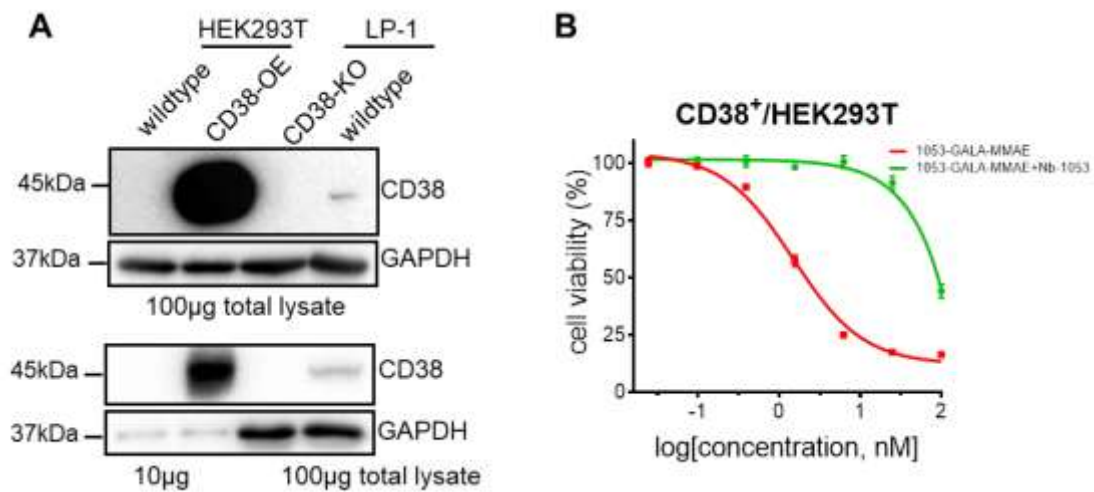 A
HEK293T
LP-1
wildtype
CD38-OE
CD38-KO
wildtype
45kDa
CD38
37kDa
GAPDH
100µg total lysate
45kDa
CD38
37kDa
GAPDH
10µg
100µg total lysate
B
CD38⁺/HEK293T
1053-GALA-MMAE
1053-GALA-MMAE+Nb-1053
cell viability (%)
100
75
50
25
0
-1
0
1
2
log[concentration, nM]